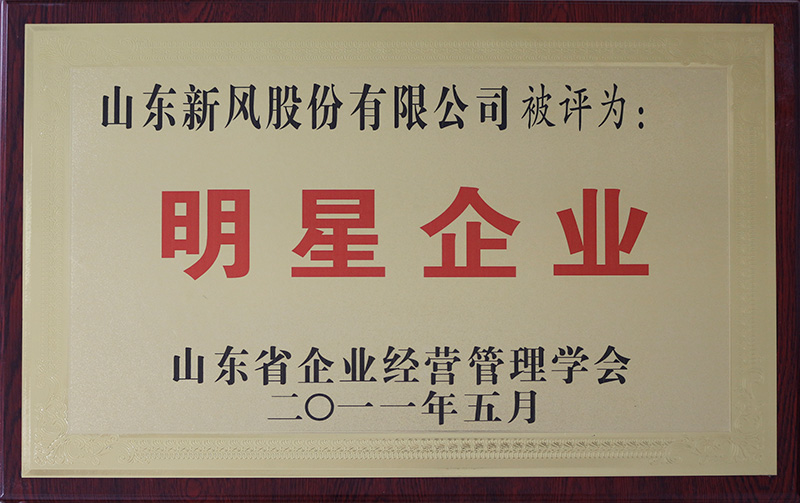 山东新风股份有限公司被评为：
明星企业
山东省企业经营管理学会
二〇一一年五月